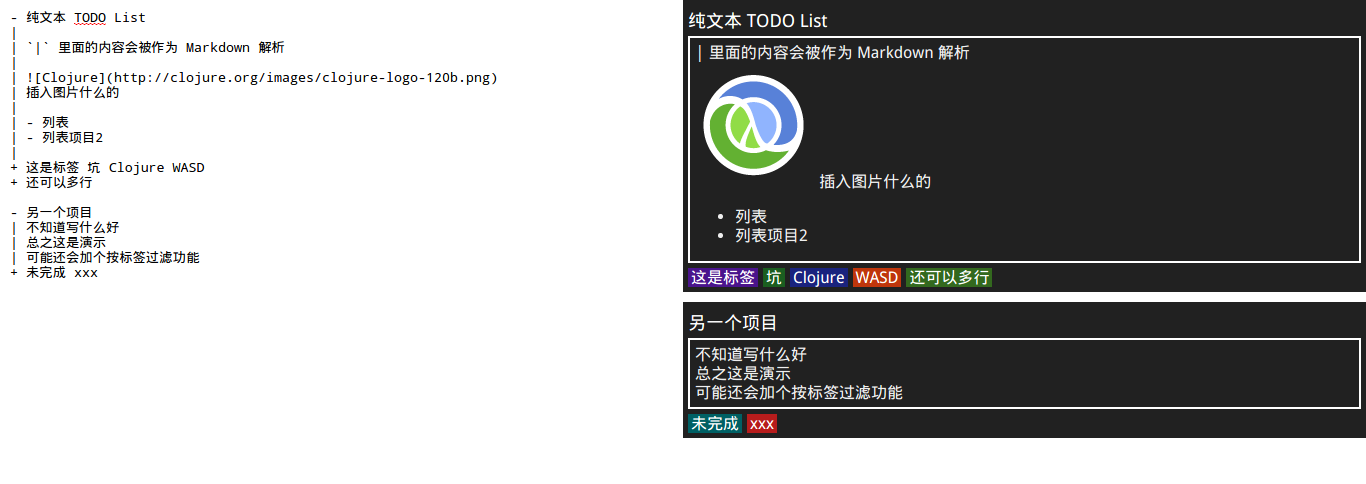 - 纯文本 TODO List
|
| `|` 里面的内容会被作为 Markdown 解析
|
| ![Clojure](http://clojure.org/images/clojure-logo-120b.png)
| 插入图片什么的
|
| - 列表
| - 列表项目2
|
+ 这是标签 坑 Clojure WASD
+ 还可以多行
- 另一个项目
| 不知道写什么好
| 总之这是演示
| 可能还会加个按标签过滤功能
+ 未完成 xxx
纯文本 TODO List
| 里面的内容会被作为 Markdown 解析
插入图片什么的
• 列表
• 列表项目2
这是标签 坑 Clojure WASD 还可以多行
另一个项目
不知道写什么好
总之这是演示
可能还会加个按标签过滤功能
未完成 xxx